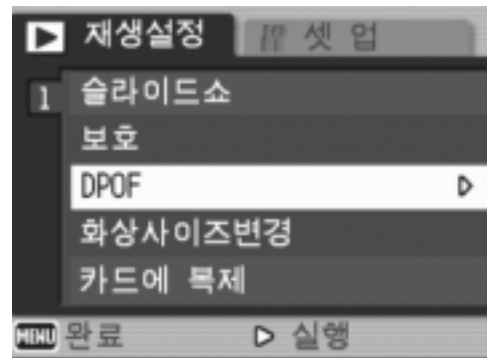 재생설정 셋 업
1 슬라이드쇼
보호
DPOF
화상사이즈변경
카드에 복제
MENU 완료 실행